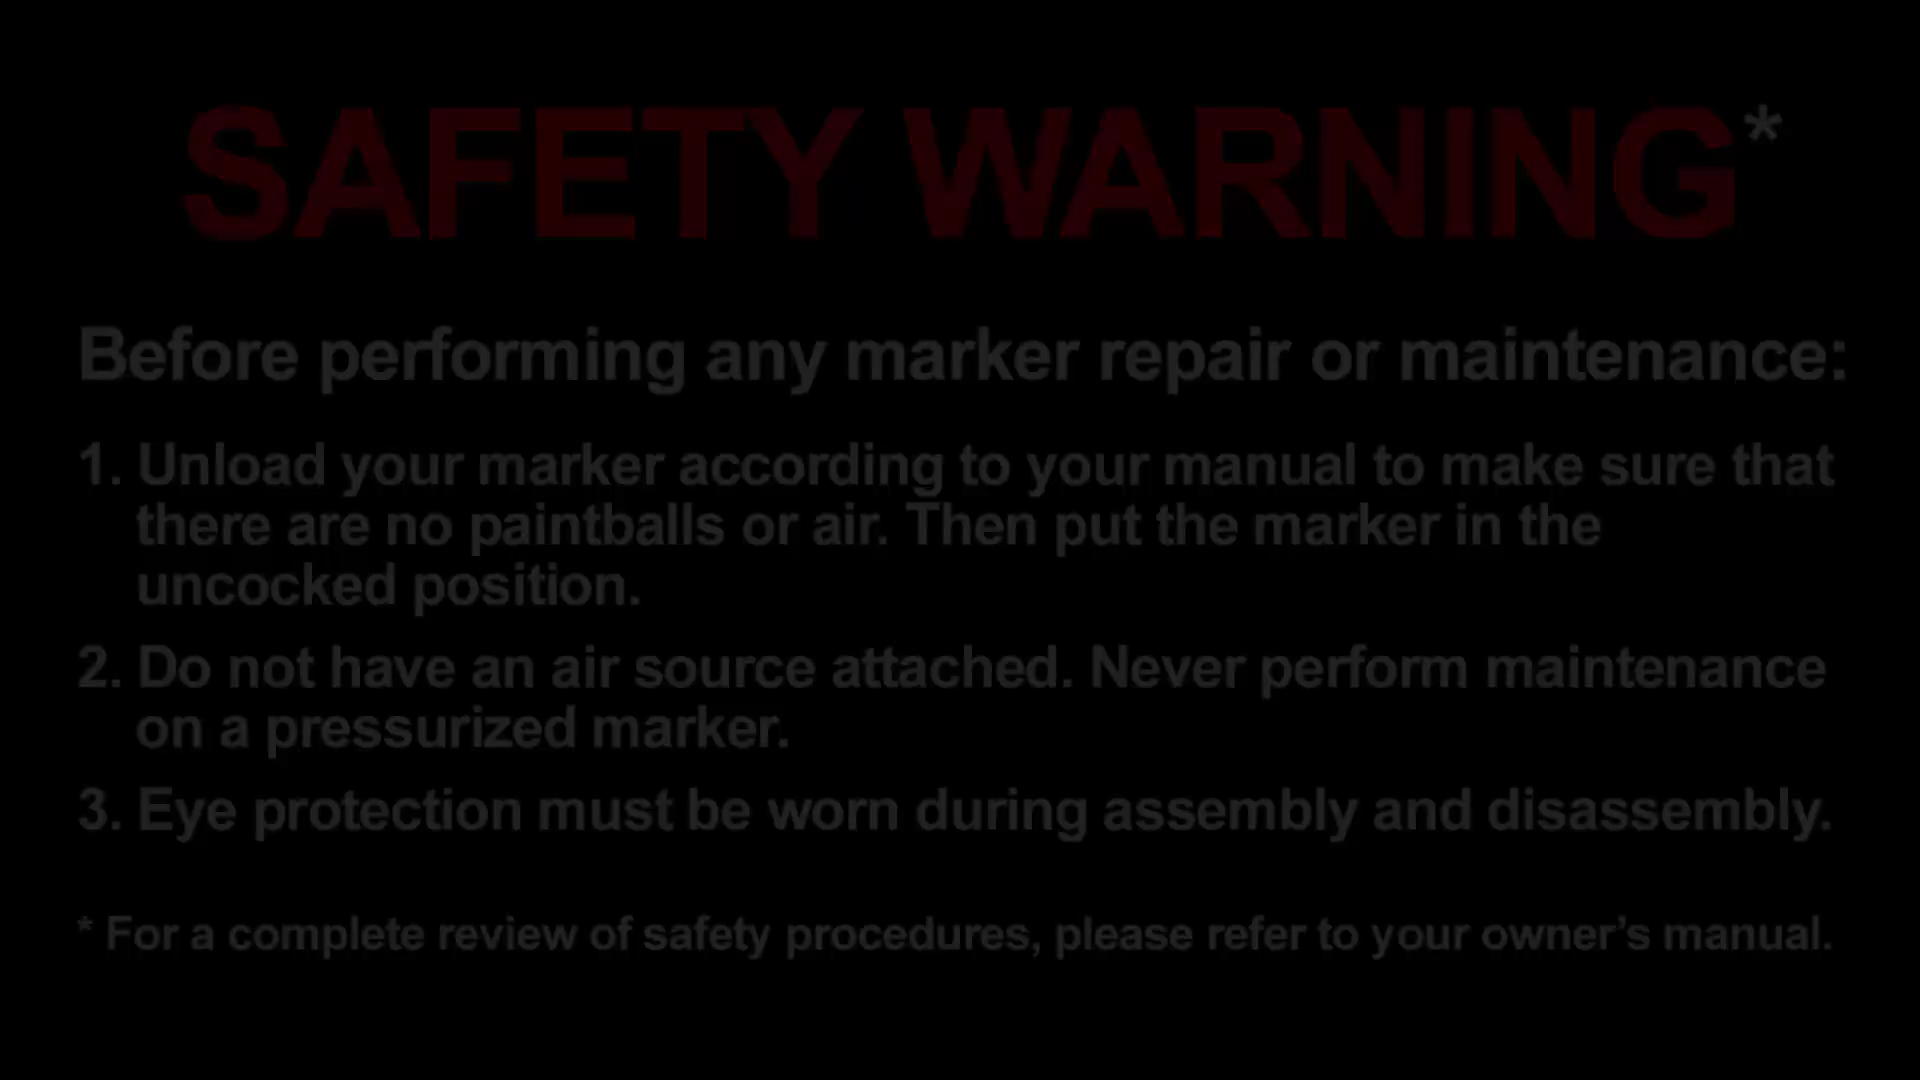 SAFETY WARNING*
Before performing any marker repair or maintenance:
1. Unload your marker according to your manual to make sure that
there are no paintballs or air. Then put the marker in the
uncocked position.
2. Do not have an air source attached. Never perform maintenance
on a pressurized marker.
3. Eye protection must be worn during assembly and disassembly.
* For a complete review of safety procedures, please refer to your owner’s manual.